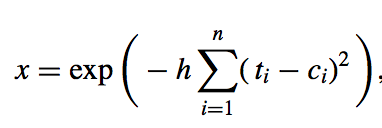 x = exp ( − h ∑_{i=1}^{n} ( t_i − c_i )^2 ),